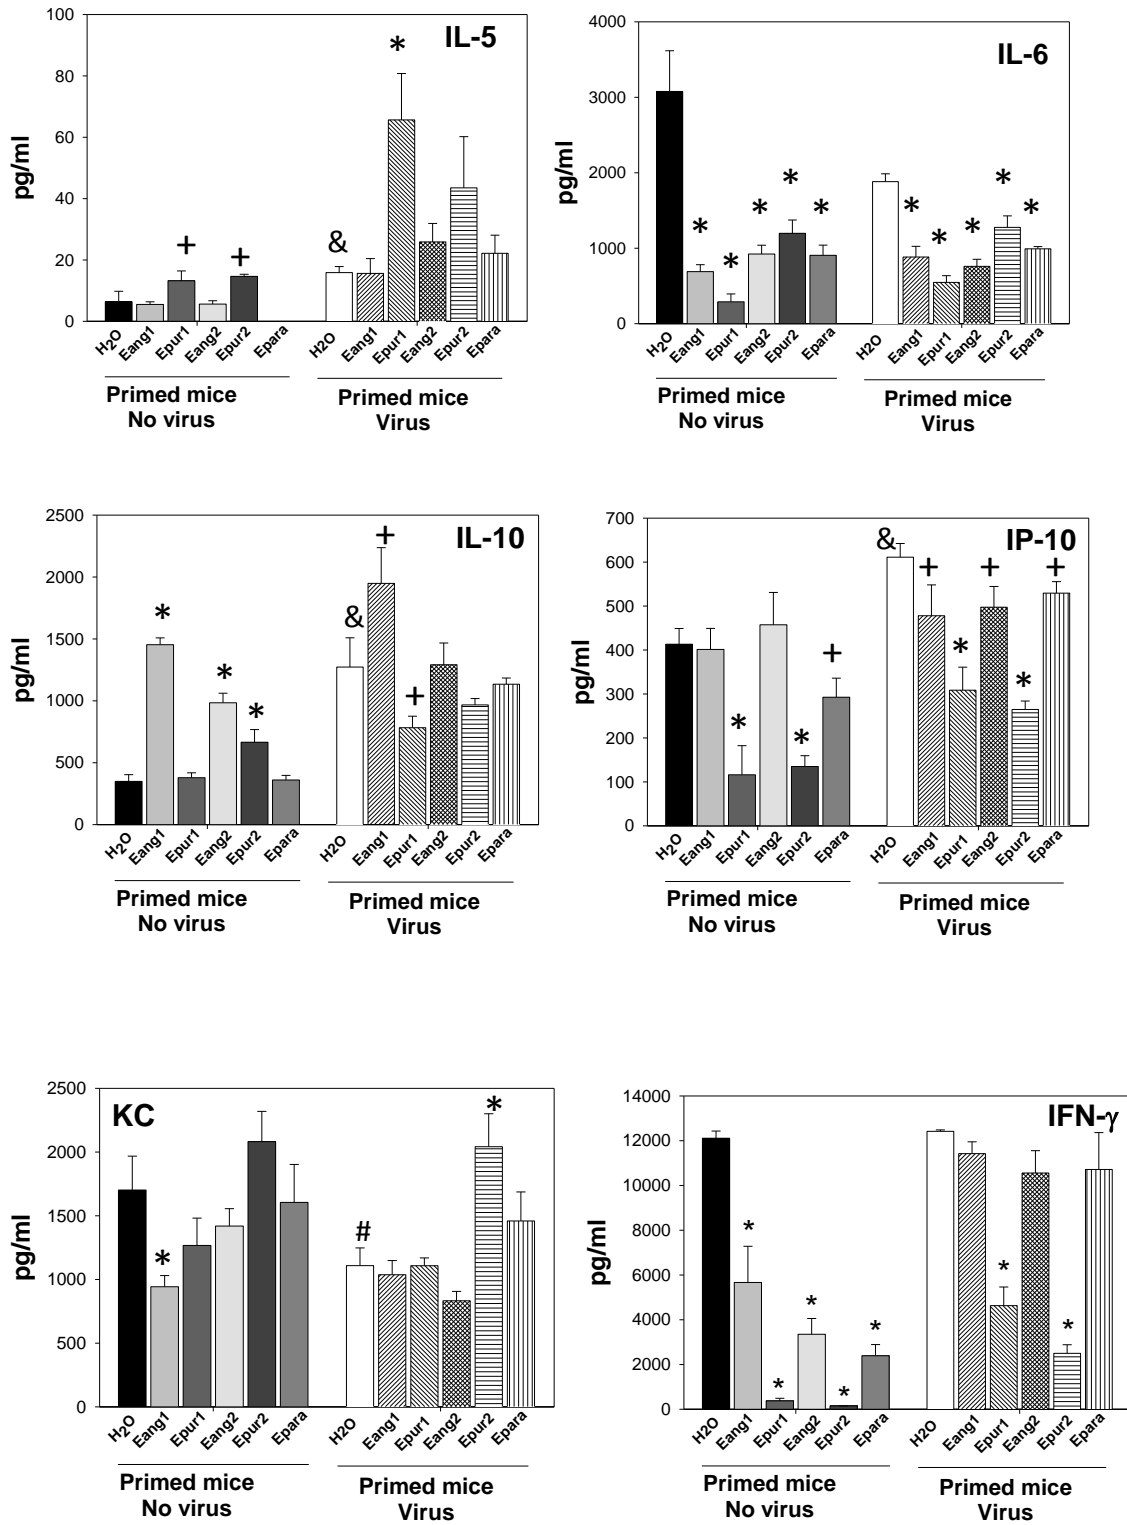 IL-5
pg/ml
100
80
60
40
20
0
& + + *
H2O Eang1 Epur1 Eang2 Epur2 Epara H2O Eang1 Epur1 Eang2 Epur2 Epara
Primed mice
No virus
Primed mice
Virus
IL-6
pg/ml
4000
3000
2000
1000
0
* * * * * * * * * *
H2O Eang1 Epur1 Eang2 Epur2 Epara H2O Eang1 Epur1 Eang2 Epur2 Epara
Primed mice
No virus
Primed mice
Virus
IL-10
pg/ml
2500
2000
1500
1000
500
0
* * * & + +
H2O Eang1 Epur1 Eang2 Epur2 Epara H2O Eang1 Epur1 Eang2 Epur2 Epara
Primed mice
No virus
Primed mice
Virus
IP-10
pg/ml
700
600
500
400
300
200
100
0
* * + & + * + * +
H2O Eang1 Epur1 Eang2 Epur2 Epara H2O Eang1 Epur1 Eang2 Epur2 Epara
Primed mice
No virus
Primed mice
Virus
KC
pg/ml
2500
2000
1500
1000
500
0
* # *
H2O Eang1 Epur1 Eang2 Epur2 Epara H2O Eang1 Epur1 Eang2 Epur2 Epara
Primed mice
No virus
Primed mice
Virus
IFN-γ
pg/ml
14000
12000
10000
8000
6000
4000
2000
0
* * * * * * *
H2O Eang1 Epur1 Eang2 Epur2 Epara H2O Eang1 Epur1 Eang2 Epur2 Epara
Primed mice
No virus
Primed mice
Virus